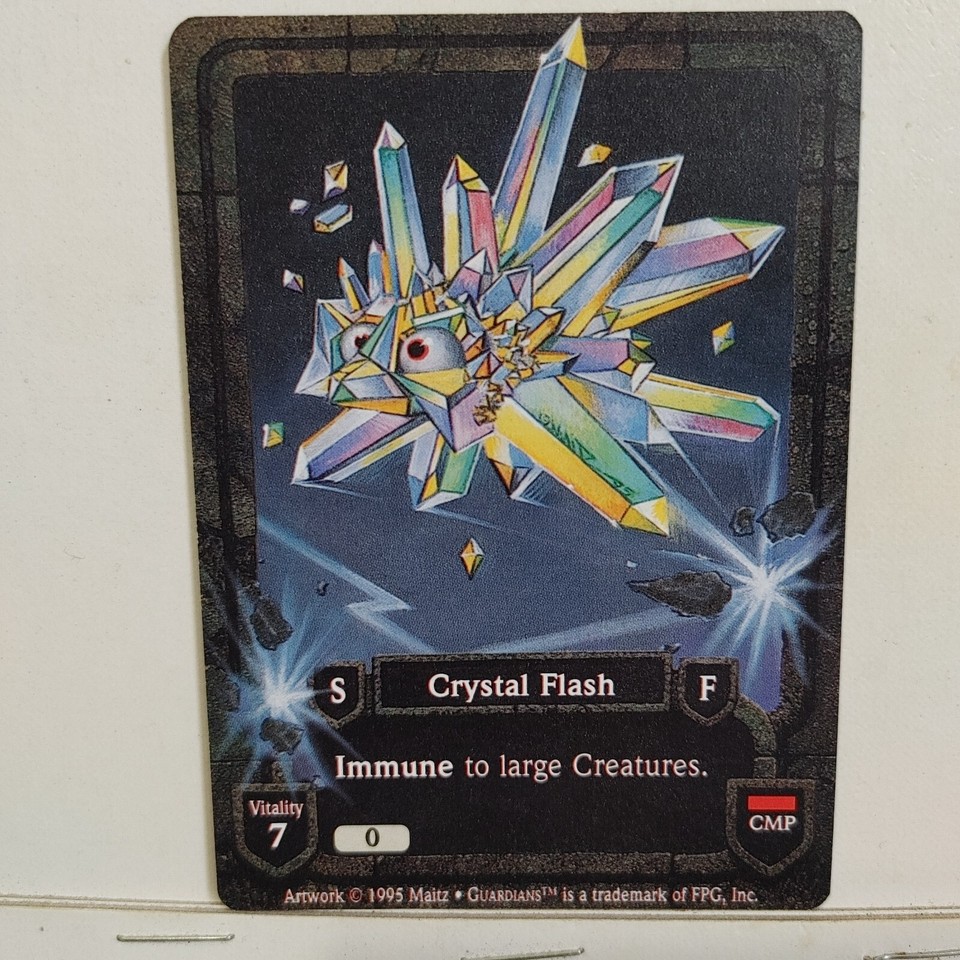 S
Crystal Flash
F
Immune to large Creatures.
Vitality
7
0
CMP
Artwork © 1995 Maitz • GUARDIANS™ is a trademark of FPG, Inc.